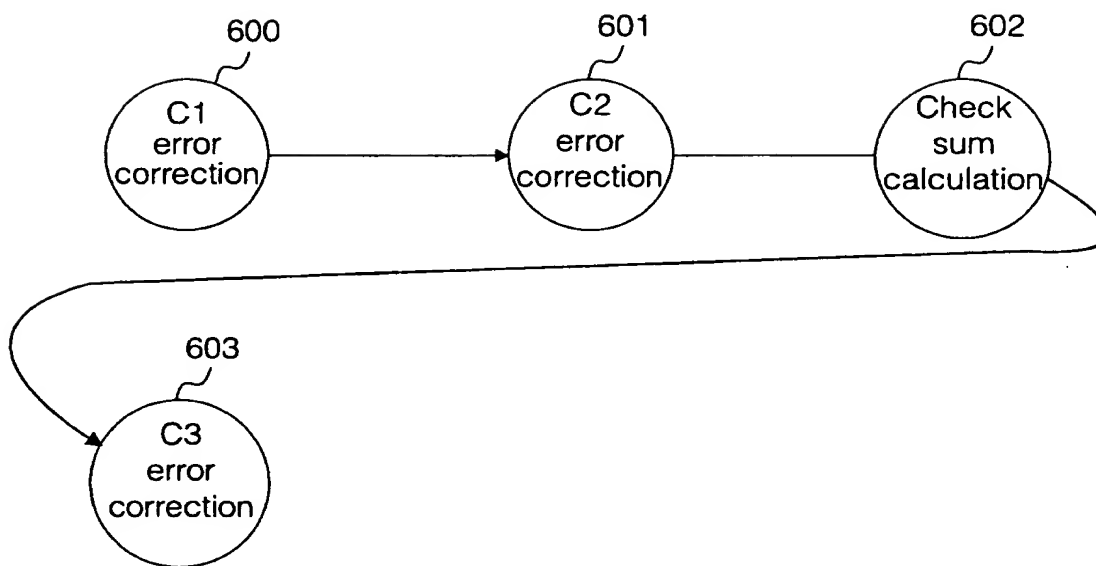 600
C1
error
correction
601
C2
error
correction
602
Check
sum
calculation
603
C3
error
correction